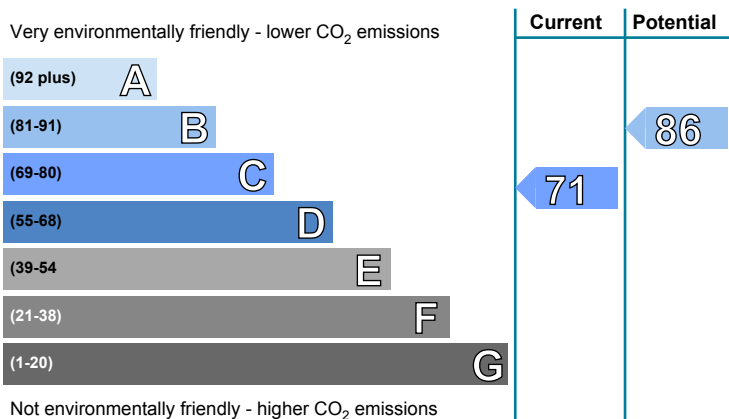 Very environmentally friendly - lower CO₂ emissions
Current
Potential
(92 plus) A
(81-91) B
86
(69-80) C
71
(55-68) D
(39-54 E
(21-38) F
(1-20) G
Not environmentally friendly - higher CO₂ emissions